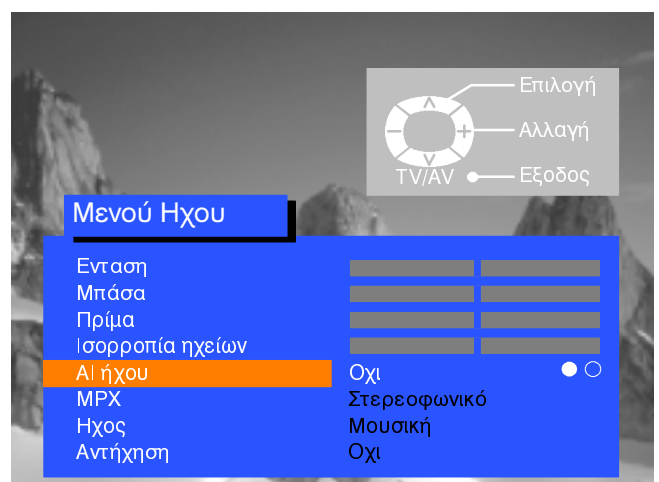 Επιλογή
Αλλαγή
TV/AV Εξοδος
Μενού Ηχου
Ενταση
Μπάσα
Πρίμα
Ισορροπία ηχείων
AI ήχου Οχι
MPX Στερεοφωνικό
Ηχος Μουσική
Αντήχηση Οχι